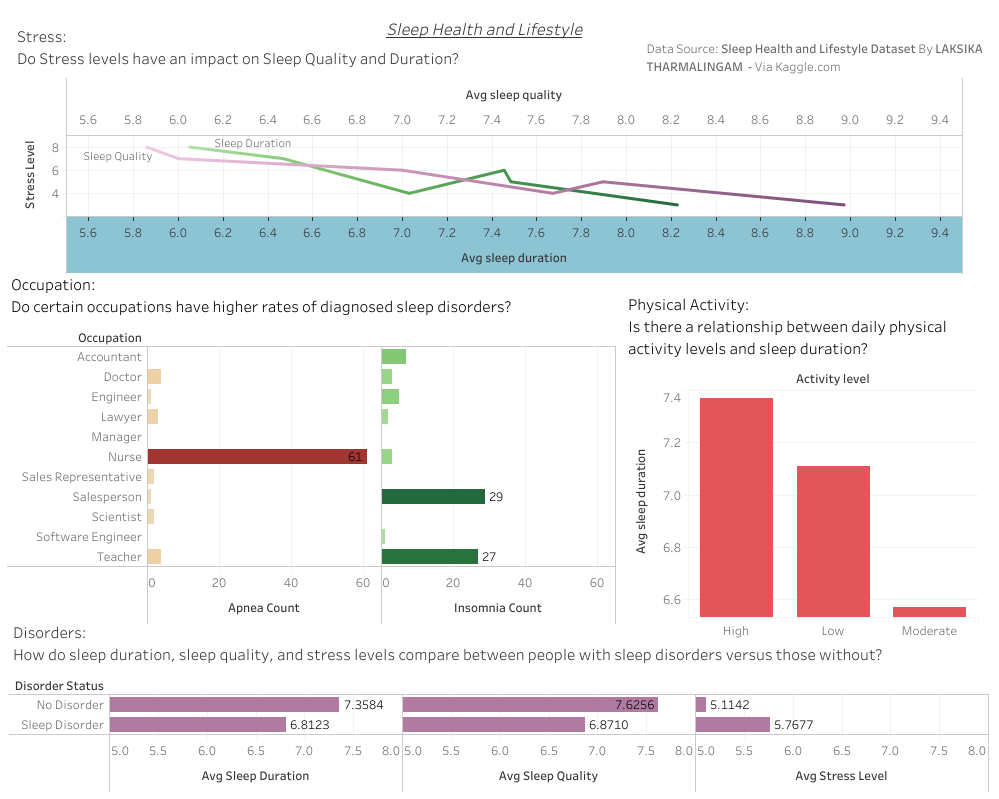 Sleep Health and Lifestyle
Stress:
Do Stress levels have an impact on Sleep Quality and Duration?
Data Source: Sleep Health and Lifestyle Dataset By LAKSIKA
THARMALINGAM - Via Kaggle.com
Avg sleep quality
5.6 5.8 6.0 6.2 6.4 6.6 6.8 7.0 7.2 7.4 7.6 7.8 8.0 8.2 8.4 8.6 8.8 9.0 9.2 9.4
Stress Level
8
6
4
Sleep Duration
Sleep Quality
5.6 5.8 6.0 6.2 6.4 6.6 6.8 7.0 7.2 7.4 7.6 7.8 8.0 8.2 8.4 8.6 8.8 9.0 9.2 9.4
Avg sleep duration
Occupation:
Do certain occupations have higher rates of diagnosed sleep disorders?
Occupation
Accountant
Doctor
Engineer
Lawyer
Manager
Nurse 61
Sales Representative
Salesperson 29
Scientist
Software Engineer
Teacher 27
0 20 40 60 0 20 40 60
Apnea Count Insomnia Count
Physical Activity:
Is there a relationship between daily physical
activity levels and sleep duration?
Activity level
Avg sleep duration
7.4
7.2
7.0
6.8
6.6
High Low Moderate
Disorders:
How do sleep duration, sleep quality, and stress levels compare between people with sleep disorders versus those without?
Disorder Status
No Disorder 7.3584 7.6256 5.1142
Sleep Disorder 6.8123 6.8710 5.7677
5.0 5.5 6.0 6.5 7.0 7.5 8.0 5.0 5.5 6.0 6.5 7.0 7.5 8.0 5.0 5.5 6.0 6.5 7.0 7.5 8.0
Avg Sleep Duration Avg Sleep Quality Avg Stress Level